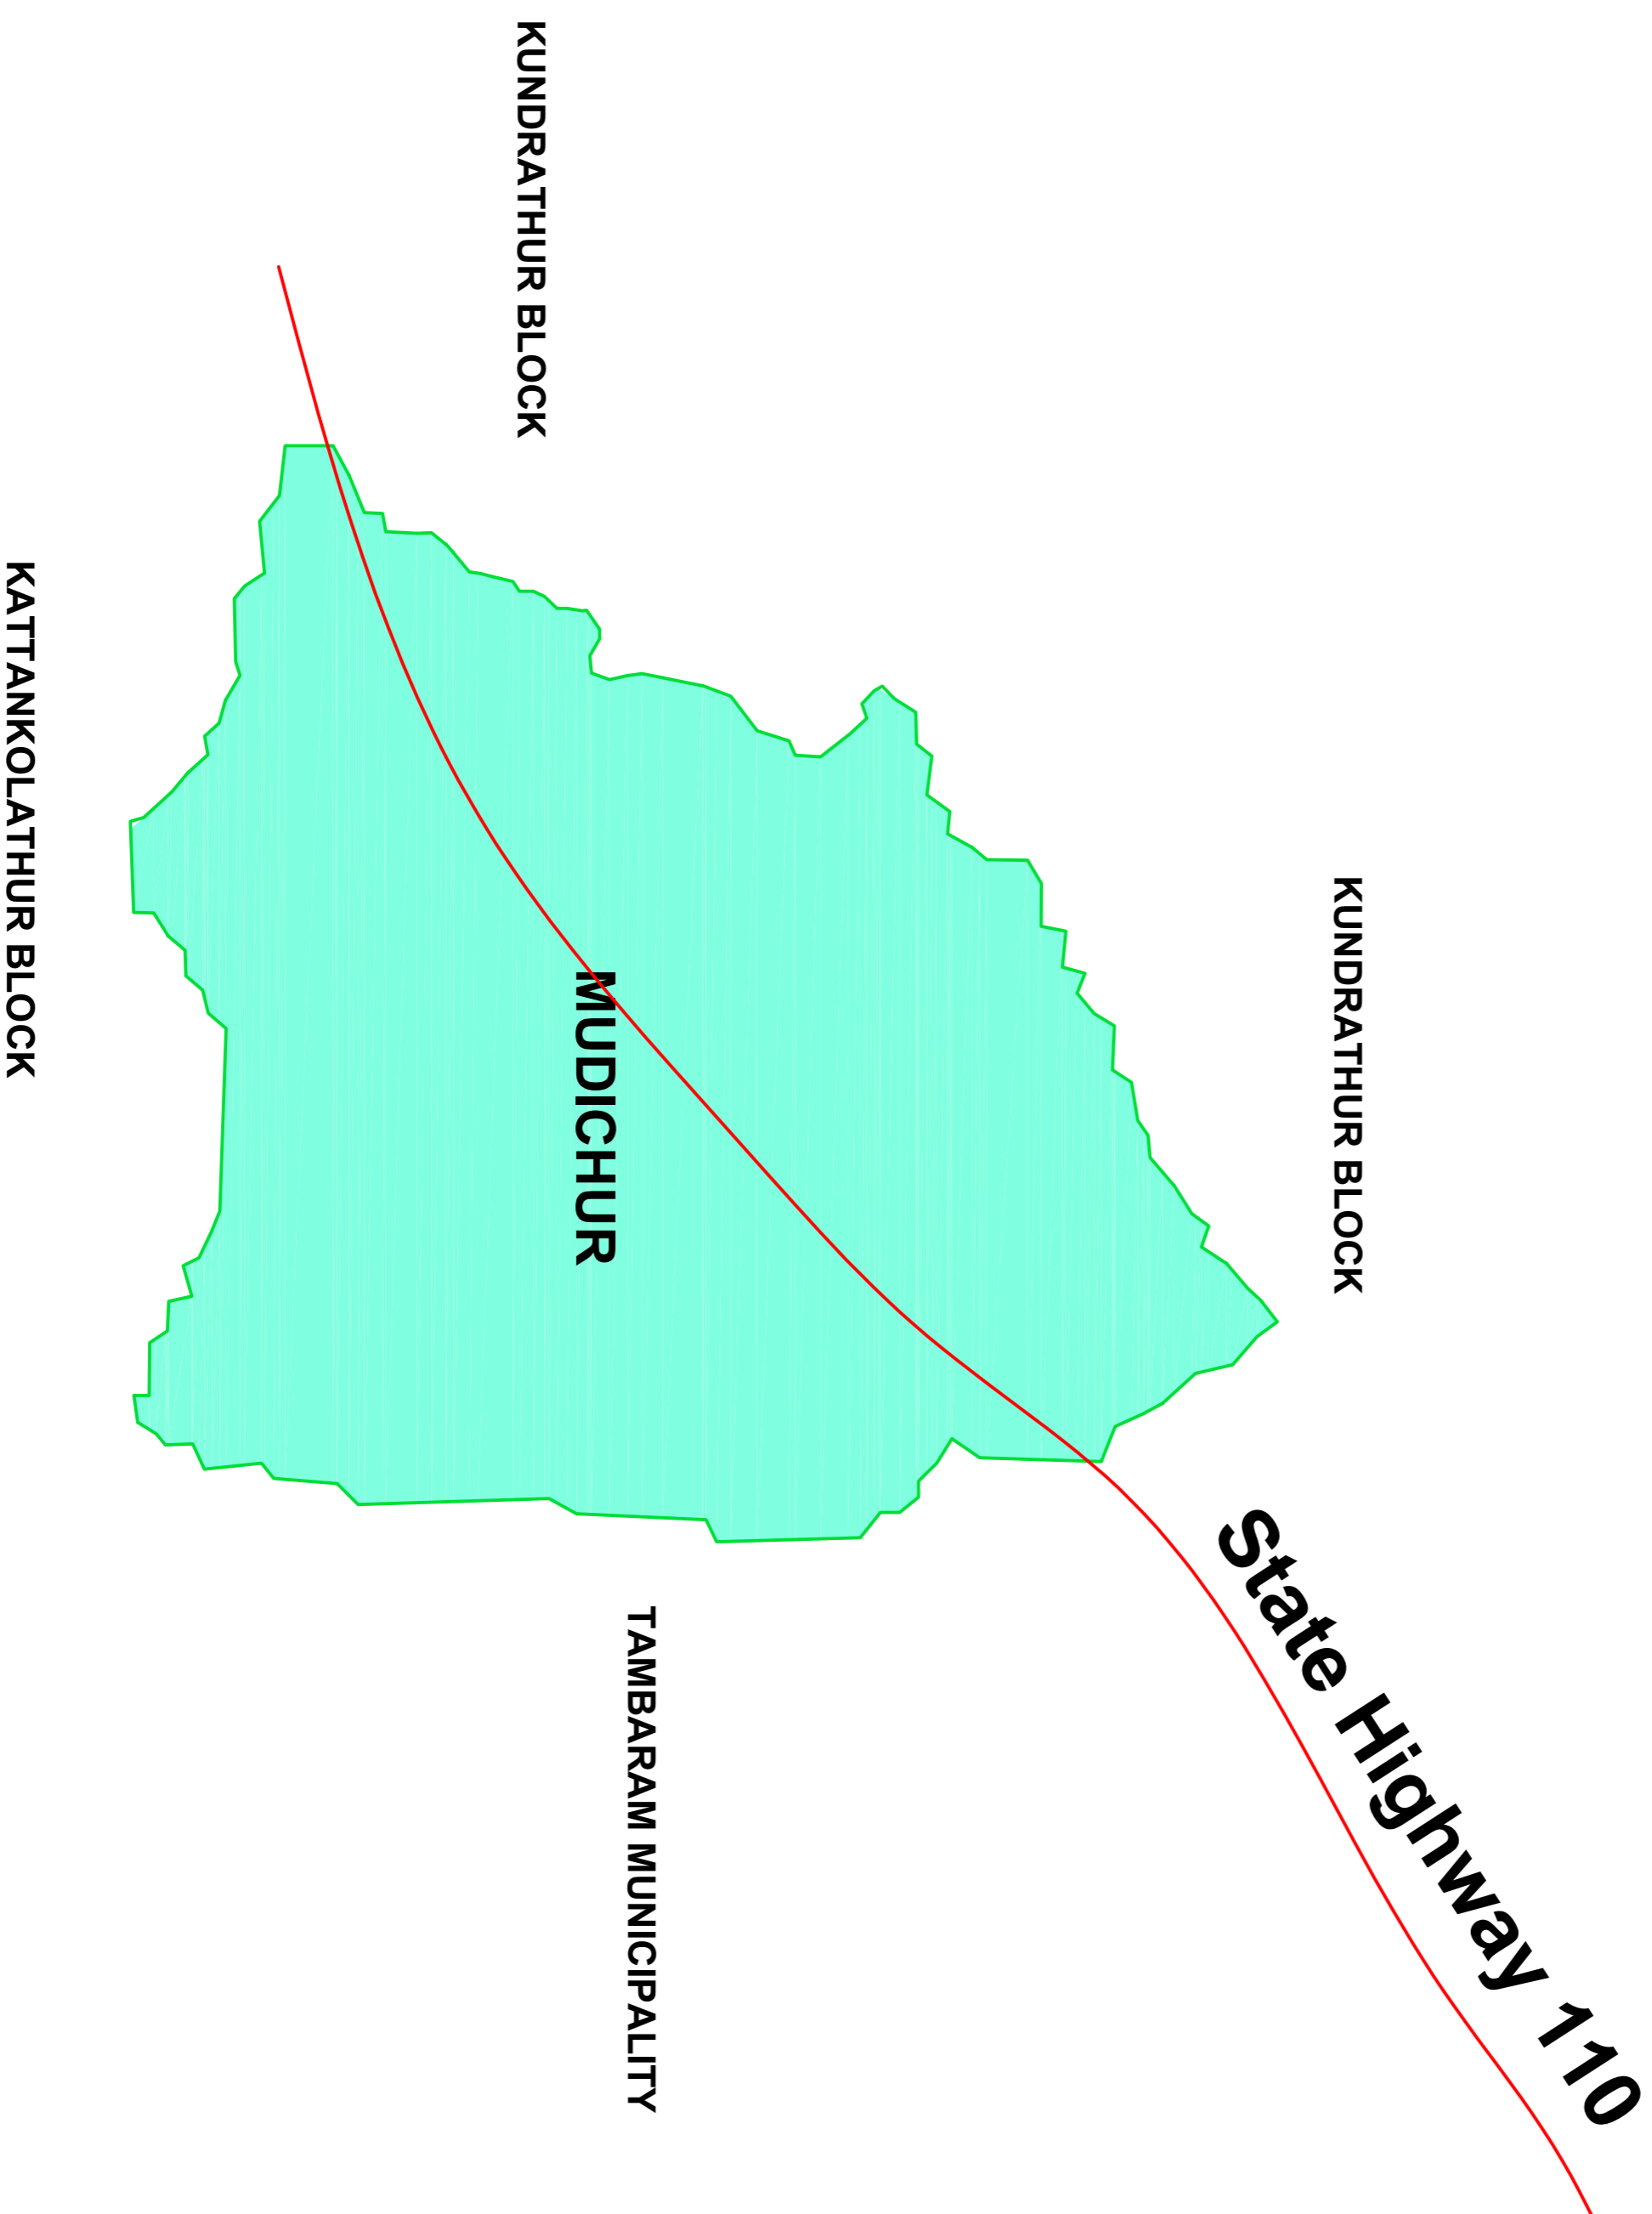 KUNDRATHUR BLOCK
KUNDRATHUR BLOCK
MUDICHUR
KATTANKOLATHUR BLOCK
TAMBARAM MUNICIPALITY
State Highway 110